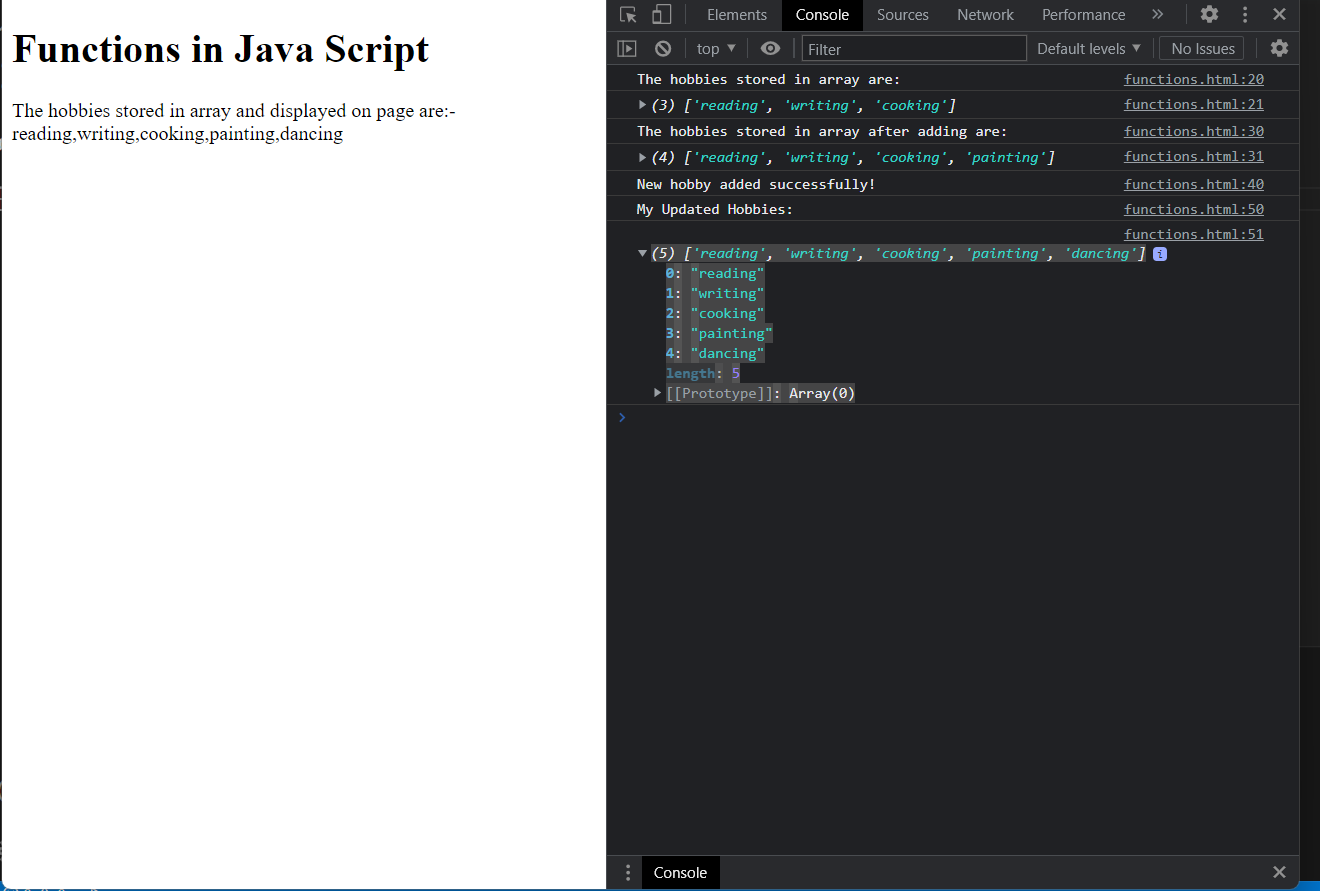 Functions in Java Script
The hobbies stored in array and displayed on page are:-
reading,writing,cooking,painting,dancing
Elements Console Sources Network Performance »
top ▼ Filter Default levels ▼ No Issues
The hobbies stored in array are: functions.html:20
▶ (3) ['reading', 'writing', 'cooking'] functions.html:21
The hobbies stored in array after adding are: functions.html:30
▶ (4) ['reading', 'writing', 'cooking', 'painting'] functions.html:31
New hobby added successfully! functions.html:40
My Updated Hobbies: functions.html:50
functions.html:51
▼ (5) ['reading', 'writing', 'cooking', 'painting', 'dancing'] i
0: "reading"
1: "writing"
2: "cooking"
3: "painting"
4: "dancing"
length: 5
▶ [[Prototype]]: Array(0)
>
Console